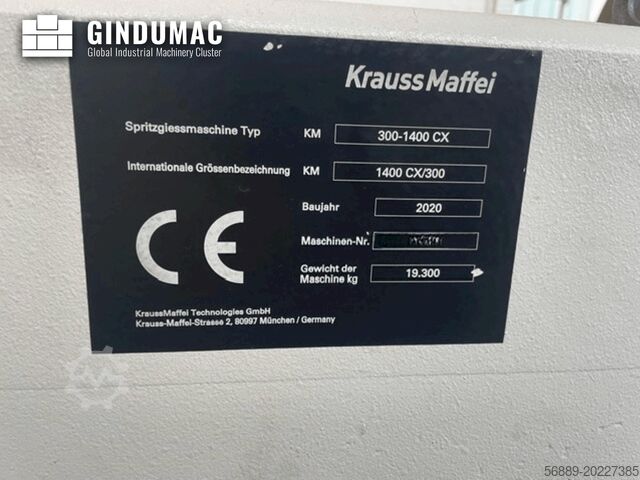 GINDUMAC
Global Industrial Machinery Cluster
Krauss Maffei
Spritzgiessmaschine Typ KM 300-1400 CX
Internationale Grössenbezeichnung KM 1400 CX/300
Baujahr 2020
Maschinen-Nr.
Gewicht der
Maschine kg 19.300
CE
KraussMaffei Technologies GmbH
Krauss-Maffei-Strasse 2, 80997 München / Germany
56889-20227385